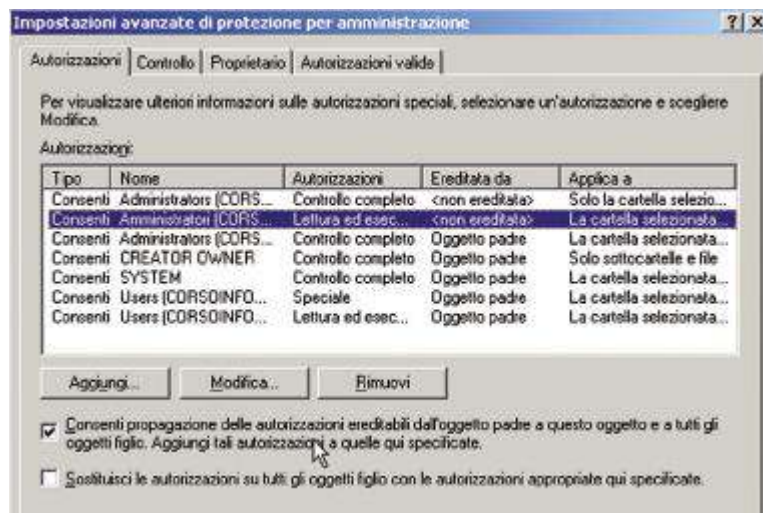 Impostazioni avanzate di protezione per amministrazione
Autorizzazioni Controllo Proprietario Autorizzazioni valide
Per visualizzare ulteriori informazioni sulle autorizzazioni speciali, selezionare un'autorizzazione e scegliere
Modifica.
Autorizzazioni:
Tipo Nome Autorizzazioni Ereditata da Applica a
Consenti Administrators (CORS... Controllo completo <non ereditata> Solo la cartella selezio...
Consenti Amministratori (CORS... Lettura ed esec... <non ereditata> La cartella selezionata...
Consenti Administrators (CORS... Controllo completo Oggetto padre La cartella selezionata...
Consenti CREATOR OWNER Controllo completo Oggetto padre Solo sottocartelle e file
Consenti SYSTEM Controllo completo Oggetto padre La cartella selezionata...
Consenti Users (CORSOINFO... Speciale Oggetto padre La cartella selezionata...
Consenti Users (CORSOINFO... Lettura ed esec... Oggetto padre La cartella selezionata...
Aggiungi... Modifica... Rimuovi
Consenti propagazione delle autorizzazioni ereditabili dall'oggetto padre a questo oggetto e a tutti gli
oggetti figlio. Aggiungi tali autorizzazioni a quelle qui specificate.
Sostituisci le autorizzazioni su tutti gli oggetti figlio con le autorizzazioni appropriate qui specificate.